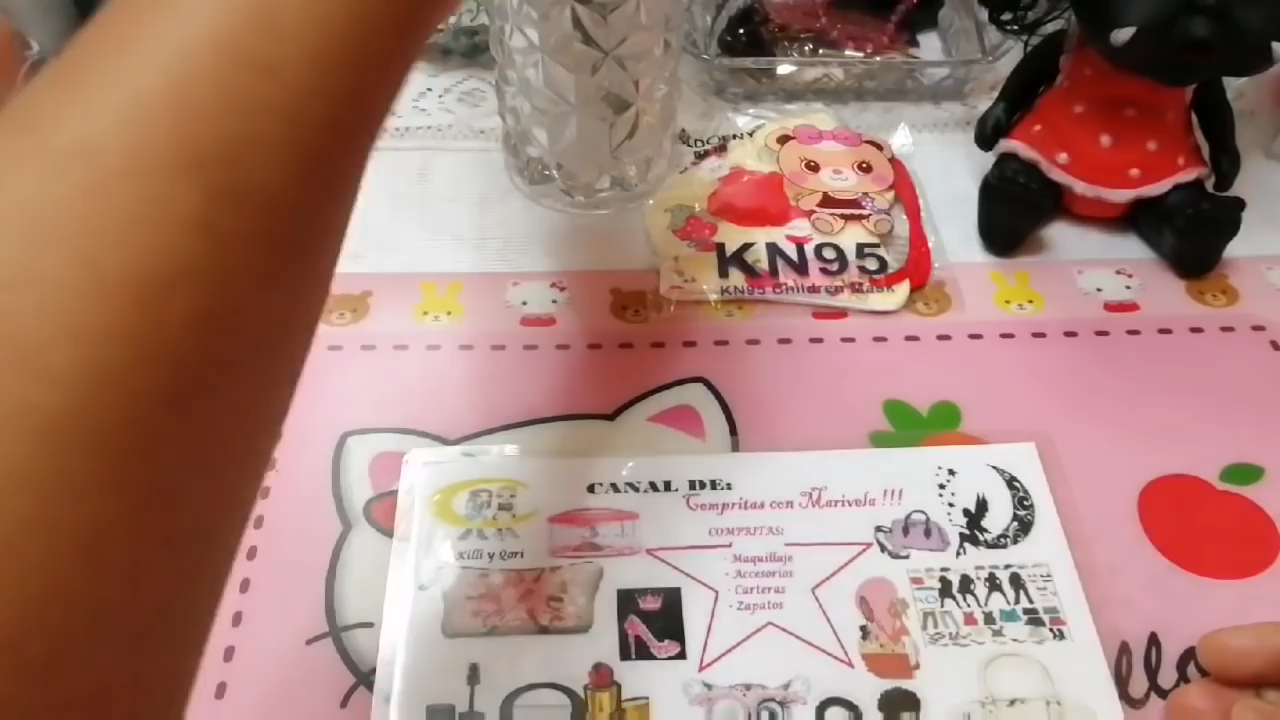 KN95
KN95 Children Mask
CANAL DE:
Compritas con Marivela !!!
COMPRITAS:
- Maquillaje
- Accesorios
- Carteras
- Zapatos
Killi y Qori